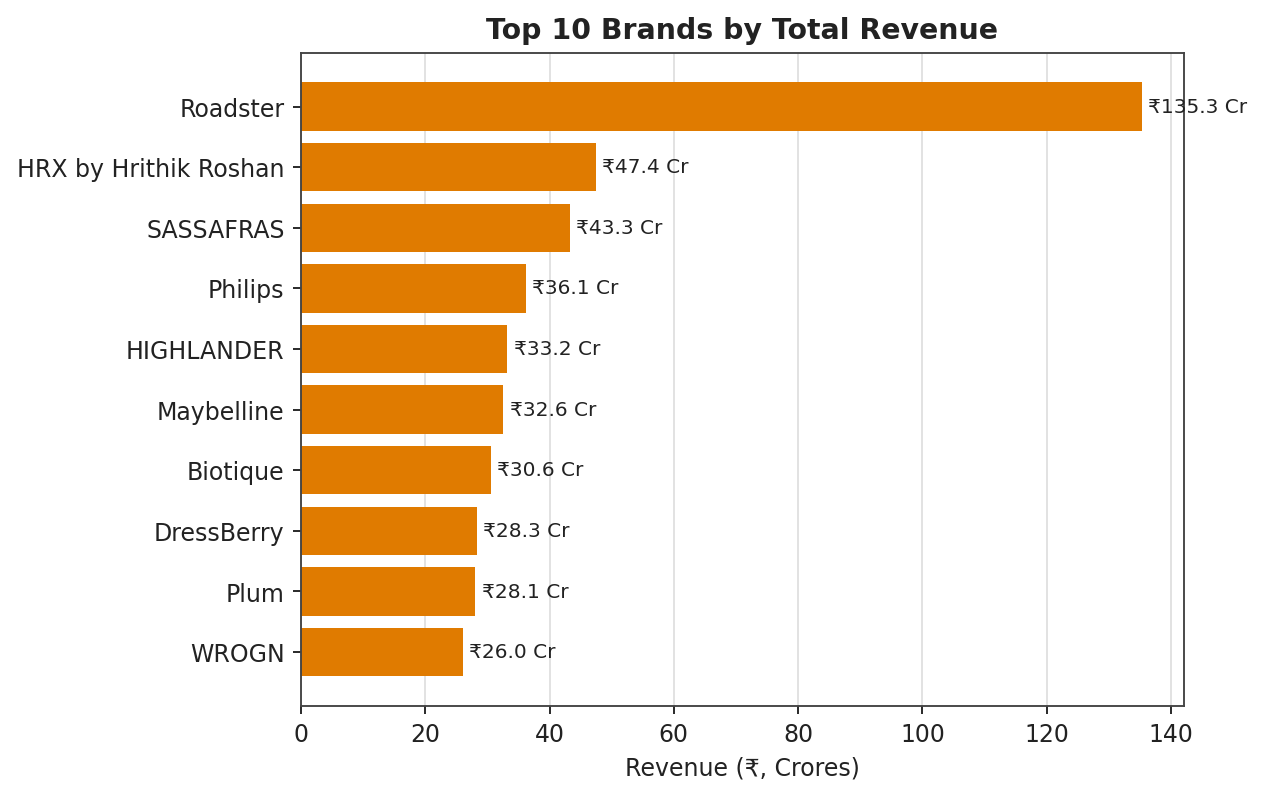 Top 10 Brands by Total Revenue
Roadster ₹135.3 Cr
HRX by Hrithik Roshan ₹47.4 Cr
SASSAFRAS ₹43.3 Cr
Philips ₹36.1 Cr
HIGHLANDER ₹33.2 Cr
Maybelline ₹32.6 Cr
Biotique ₹30.6 Cr
DressBerry ₹28.3 Cr
Plum ₹28.1 Cr
WROGN ₹26.0 Cr
0 20 40 60 80 100 120 140
Revenue (₹, Crores)